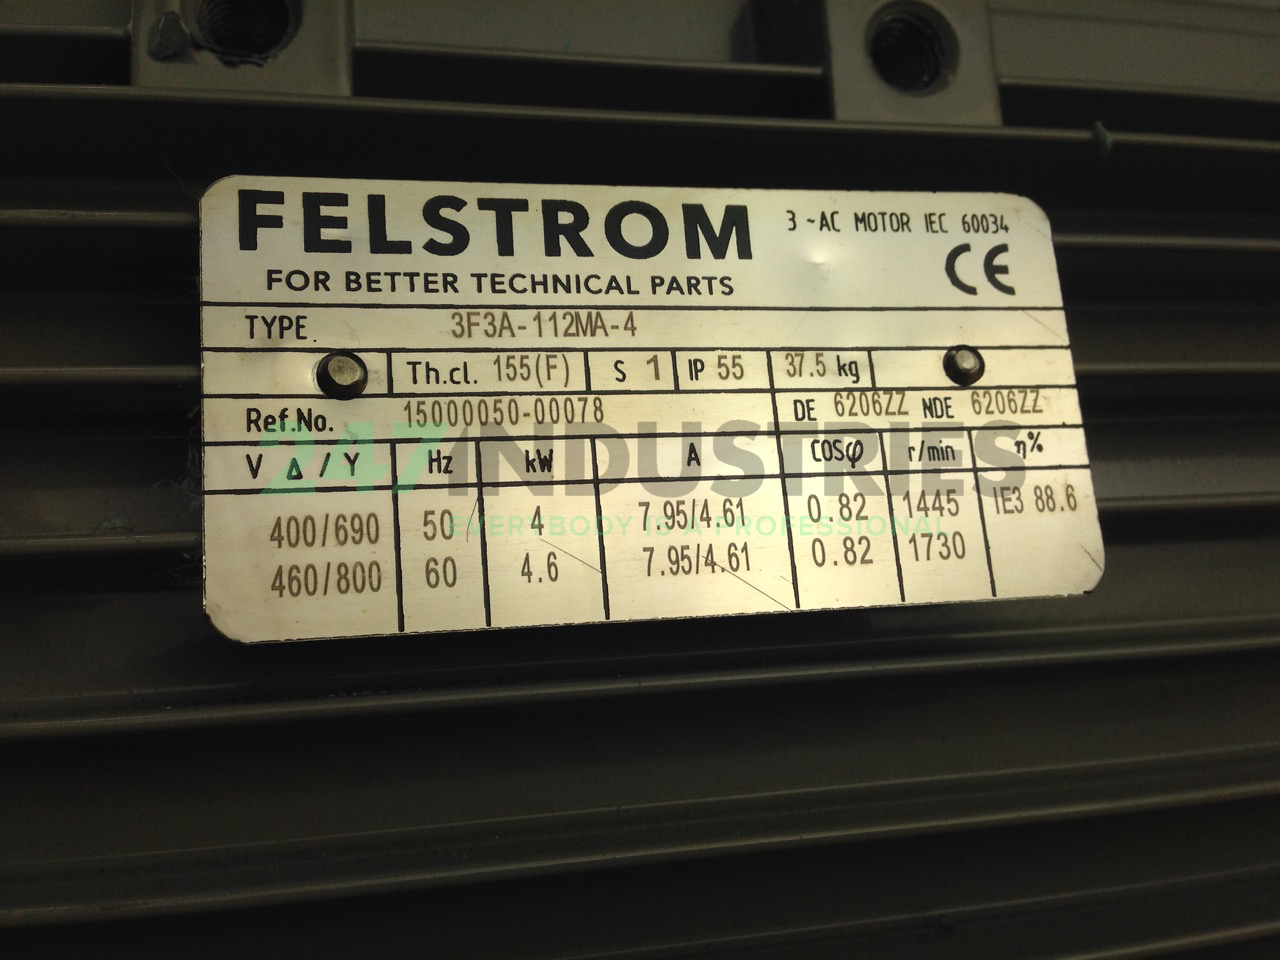 FELSTROM
3 ~AC MOTOR IEC 60034
FOR BETTER TECHNICAL PARTS
CE
TYPE. 3F3A-112MA-4
Th.cl. 155(F) S 1 IP 55 37.5 kg
Ref.No. 15000050-00078 DE 6206ZZ NDE 6206ZZ
V Δ / Y Hz kW A COSφ r/min η%
400/690 50 4 7.95/4.61 0.82 1445 IE3 88.6
460/800 60 4.6 7.95/4.61 0.82 1730
247INDUSTRIES
EVERYBODY IS A PROFESSIONAL